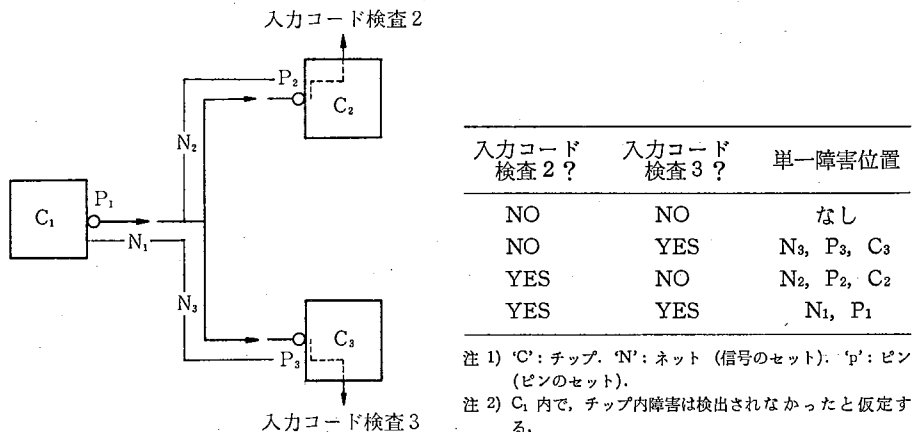 入力コード検査2
P₂
C₂
N₂
P₁
C₁
N₁
N₃
C₃
P₃
入力コード検査3
入力コード
検査2?
入力コード
検査3?
単一障害位置
NO NO なし
NO YES N₃, P₃, C₃
YES NO N₂, P₂, C₂
YES YES N₁, P₁
注 1) 'C':チップ.'N':ネット (信号のセット).'p':ピン
(ピンのセット).
注 2) C₁ 内で,チップ内障害は検出されなかったと仮定す
る.